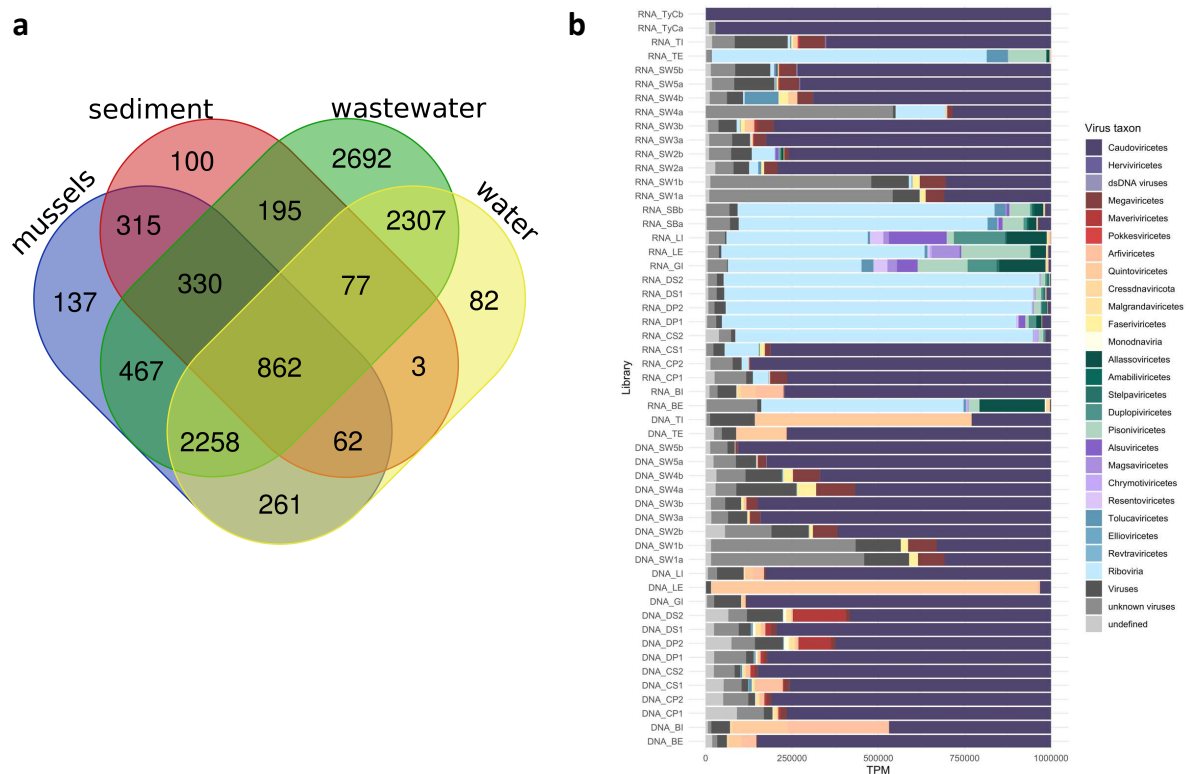 a
sediment
wastewater
mussels
water
100
2692
315
195
2307
137
330
77
82
467
862
3
2258
62
261
b
RNA_TyCb
RNA_TyCa
RNA_TI
RNA_TE
RNA_SW5b
RNA_SW5a
RNA_SW4b
RNA_SW4a
RNA_SW3b
RNA_SW3a
RNA_SW2b
RNA_SW2a
RNA_SW1b
RNA_SW1a
RNA_SBb
RNA_SBa
RNA_LI
RNA_LE
RNA_GI
RNA_DS2
RNA_DS1
RNA_DP2
RNA_DP1
RNA_CS2
RNA_CS1
RNA_CP2
RNA_CP1
RNA_BI
RNA_BE
DNA_TI
DNA_TE
DNA_SW5b
DNA_SW5a
DNA_SW4b
DNA_SW4a
DNA_SW3b
DNA_SW3a
DNA_SW2b
DNA_SW1b
DNA_SW1a
DNA_LI
DNA_LE
DNA_GI
DNA_DS2
DNA_DS1
DNA_DP2
DNA_DP1
DNA_CS2
DNA_CS1
DNA_CP2
DNA_CP1
DNA_BI
DNA_BE
Library
0
250000
500000
750000
1000000
TPM
Virus taxon
Caudoviricetes
Herviviricetes
dsDNA viruses
Megaviricetes
Maveriviricetes
Pokkesviricetes
Arfiviricetes
Quintoviricetes
Cressdnaviricota
Malgrandaviricetes
Faserviricetes
Monodnaviria
Allassoviricetes
Amabiliviricetes
Stelpaviricetes
Duplopiviricetes
Pisoniviricetes
Alsuviricetes
Magsaviricetes
Chrymotiviricetes
Resentoviricetes
Tolucaviricetes
Ellioviricetes
Revtraviricetes
Riboviria
Viruses
unknown viruses
undefined